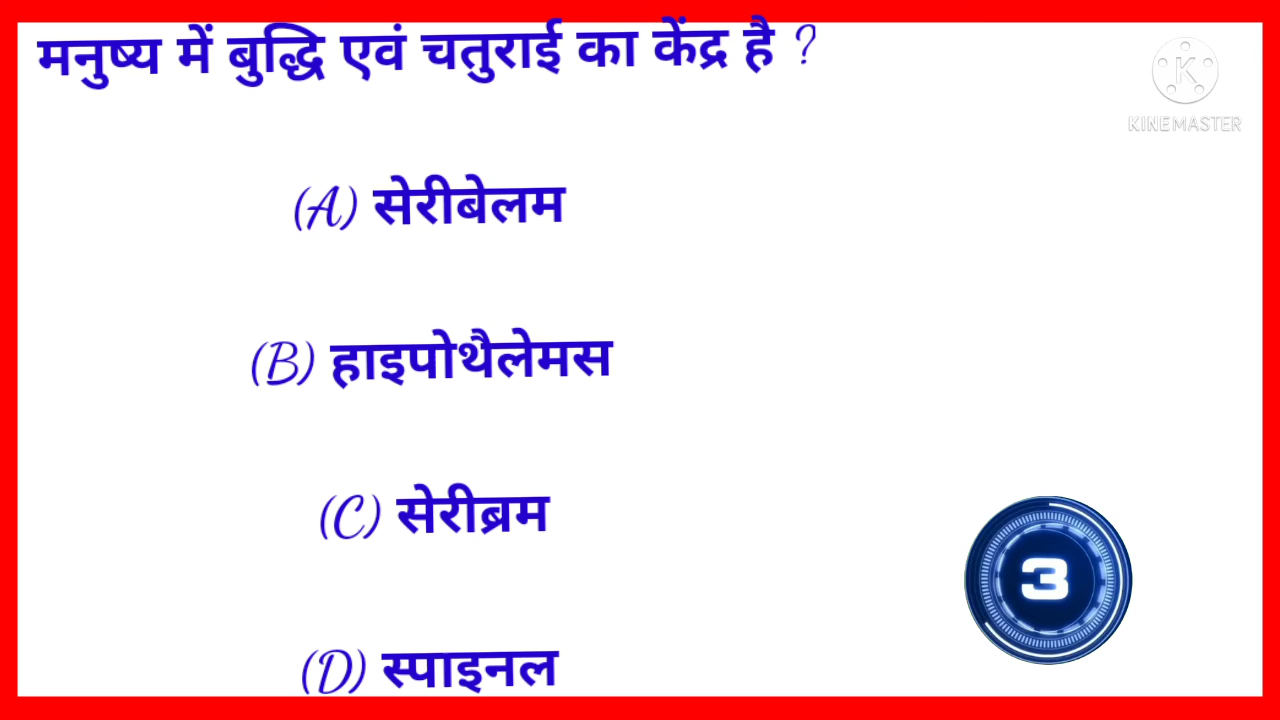 मनुष्य में बुद्धि एवं चतुराई का केंद्र है ?
K
KINEMASTER
(A) सेरीबेलम
(B) हाइपोथैलेमस
(C) सेरीब्रम
3
(D) स्पाइनल